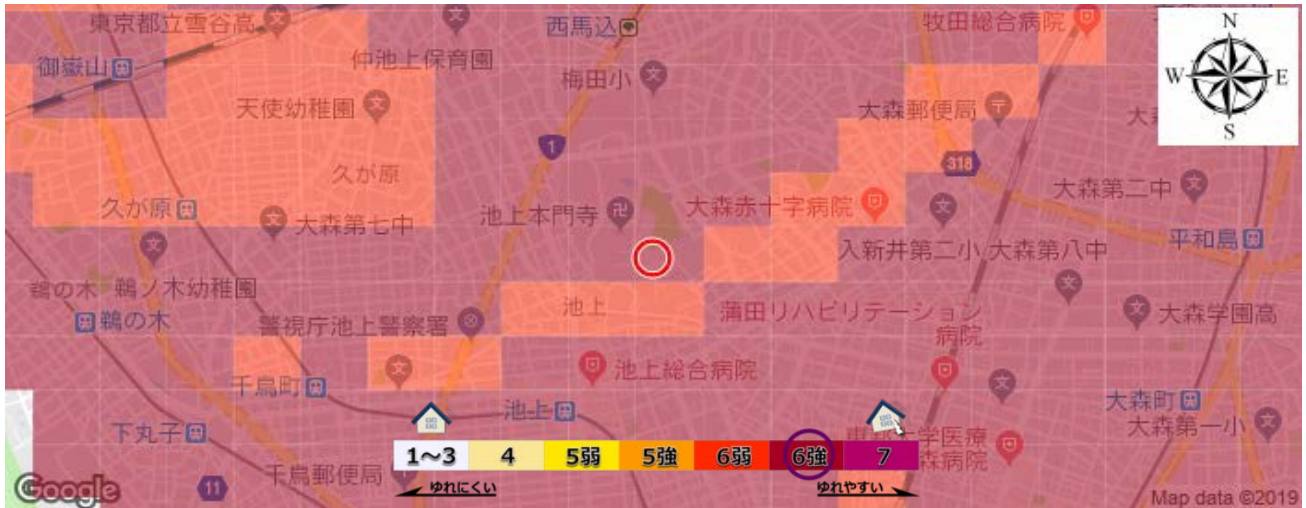 東京都立雪谷高
西馬込
牧田総合病院
N
御嶽山
仲池上保育園
梅田小
W
E
天使幼稚園
大森郵便局
S
1
久が原
318
大森第二中
久が原
池上本門寺
大森赤十字病院
大森第七中
入新井第二小
大森第八中
平和島
鵜の木
鵜ノ木幼稚園
池上
蒲田リハビリテーション
病院
大森学園高
鵜の木
警視庁池上警察署
池上総合病院
千鳥町
池上
大森町
下丸子
大森第一小
1～3
4
5弱
5強
6弱
6強
7
千鳥郵便局
11
ゆれにくい
ゆれやすい
Google
Map data ©2019